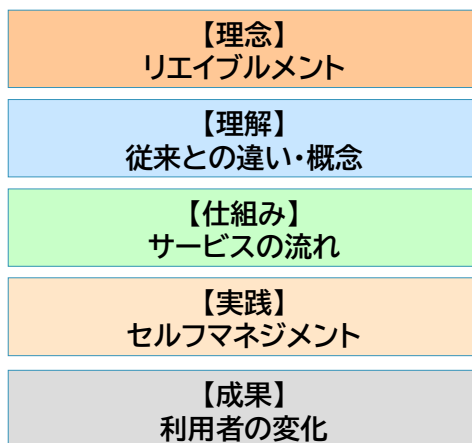 【理念】
リエイブルメント
【理解】
従来との違い・概念
【仕組み】
サービスの流れ
【実践】
セルフマネジメント
【成果】
利用者の変化